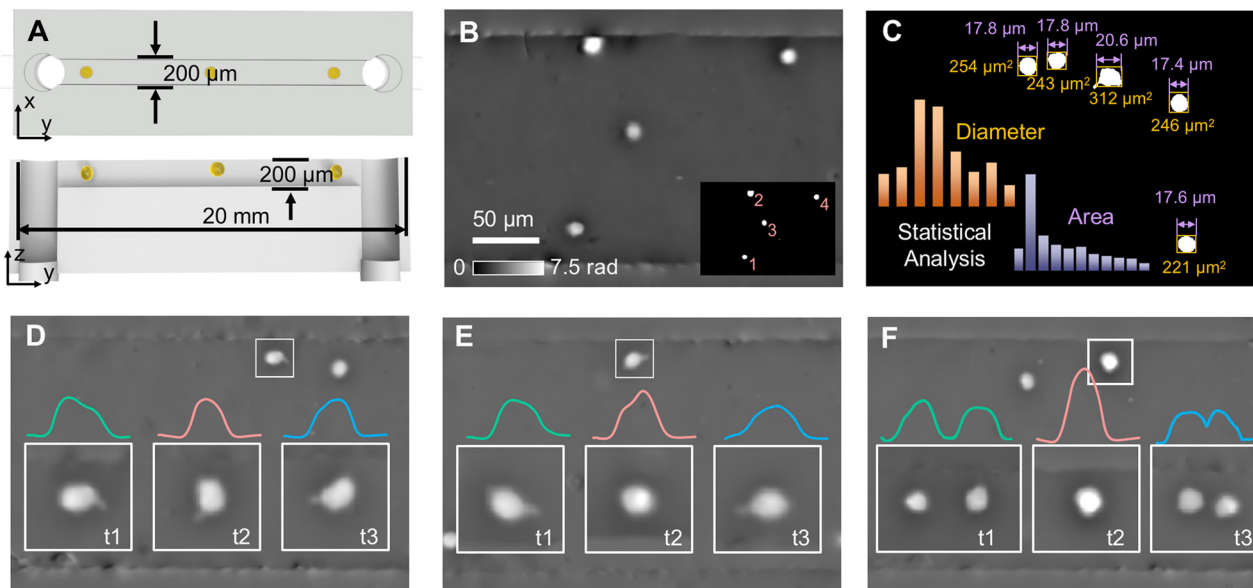 A
200 µm
x
y
200 µm
20 mm
z
y
B
50 µm
0
7.5 rad
2
4
3
1
C
17.8 µm
17.8 µm
20.6 µm
17.4 µm
254 µm²
243 µm²
312 µm²
246 µm²
Diameter
Area
Statistical
Analysis
17.6 µm
221 µm²
D
t1
t2
t3
E
t1
t2
t3
F
t1
t2
t3